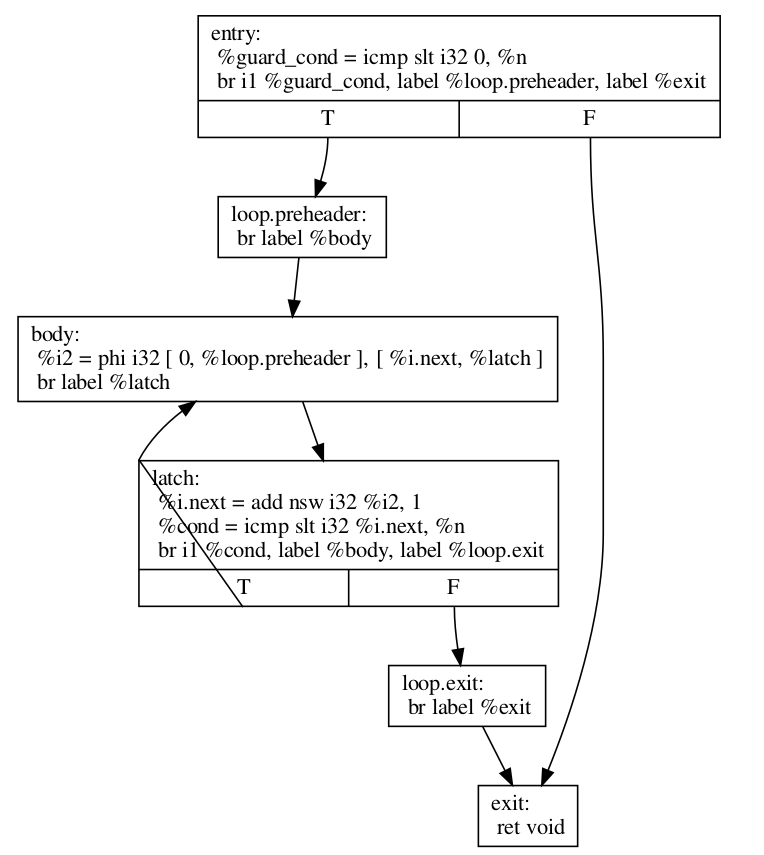 entry:
%guard_cond = icmp slt i32 0, %n
br i1 %guard_cond, label %loop.preheader, label %exit
T
F
loop.preheader:
br label %body
body:
%i2 = phi i32 [ 0, %loop.preheader ], [ %i.next, %latch ]
br label %latch
latch:
%i.next = add nsw i32 %i2, 1
%cond = icmp slt i32 %i.next, %n
br i1 %cond, label %body, label %loop.exit
T
F
loop.exit:
br label %exit
exit:
ret void